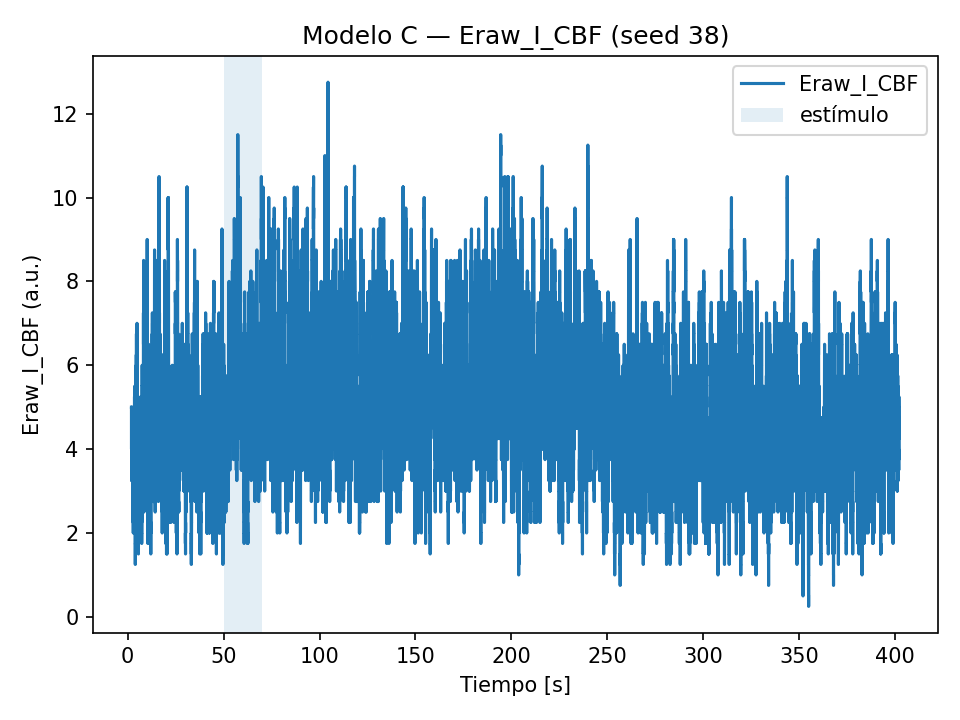 Modelo C — Eraw_I_CBF (seed 38)
Eraw_I_CBF
estímulo
12
10
8
6
4
2
0
Eraw_I_CBF (a.u.)
0 50 100 150 200 250 300 350 400
Tiempo [s]